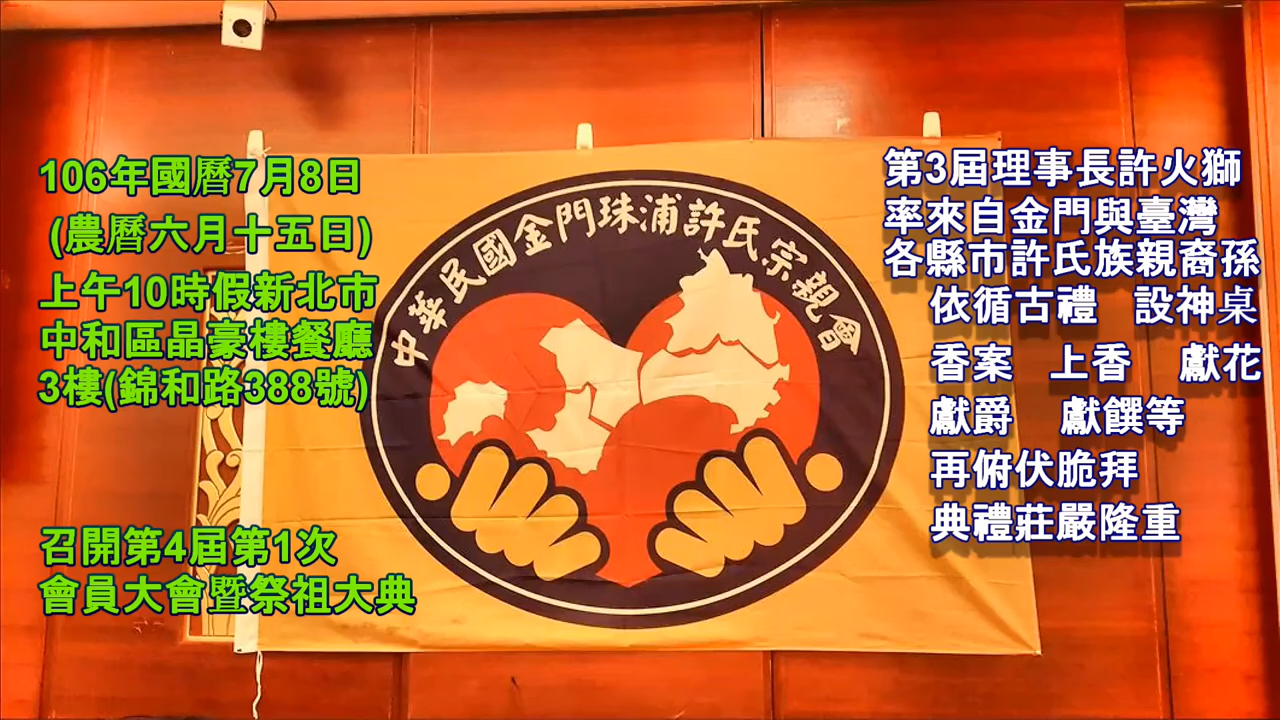 106年國曆7月8日
(農曆六月十五日)
上午10時假新北市
中和區晶豪樓餐廳
3樓(錦和路388號)
召開第4屆第1次
會員大會暨祭祖大典
中華民國金門珠浦許氏宗親會
第3屆理事長許火獅
率來自金門與臺灣
各縣市許氏族親裔孫
依循古禮 設神桌
香案 上香 獻花
獻爵 獻饌等
再俯伏脆拜
典禮莊嚴隆重